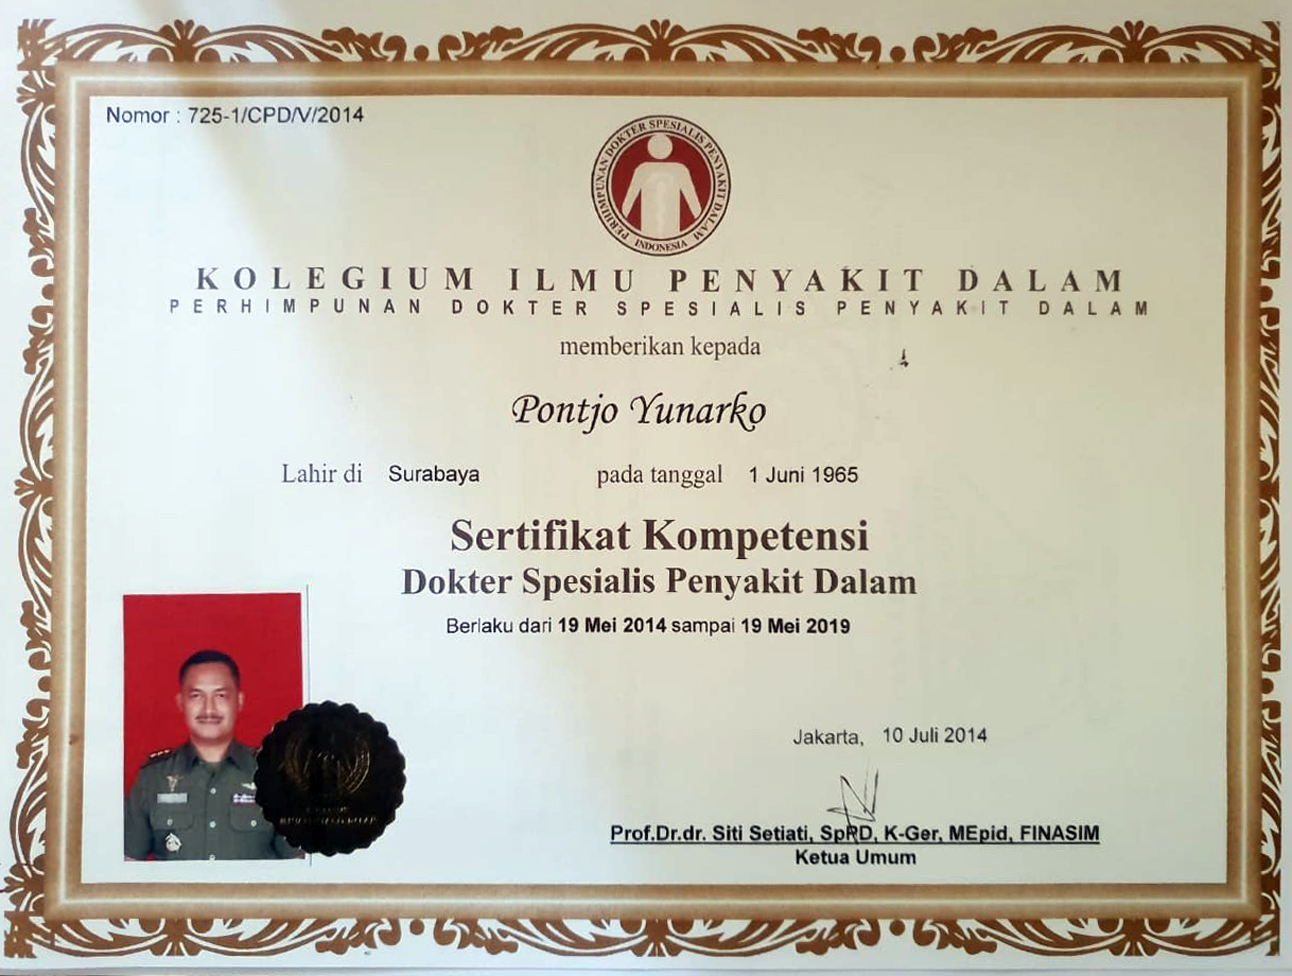 Nomor : 725-1/CPD/V/2014
PERHIMPUNAN DOKTER SPESIALIS PENYAKIT DALAM
INDONESIA
KOLEGIUM ILMU PENYAKIT DALAM
PERHIMPUNAN DOKTER SPESIALIS PENYAKIT DALAM
memberikan kepada
Pontjo Yunarko
Lahir di Surabaya pada tanggal 1 Juni 1965
Sertifikat Kompetensi
Dokter Spesialis Penyakit Dalam
Berlaku dari 19 Mei 2014 sampai 19 Mei 2019
Jakarta, 10 Juli 2014
Prof.Dr.dr. Siti Setiati, SpPD, K-Ger, MEpid, FINASIM
Ketua Umum